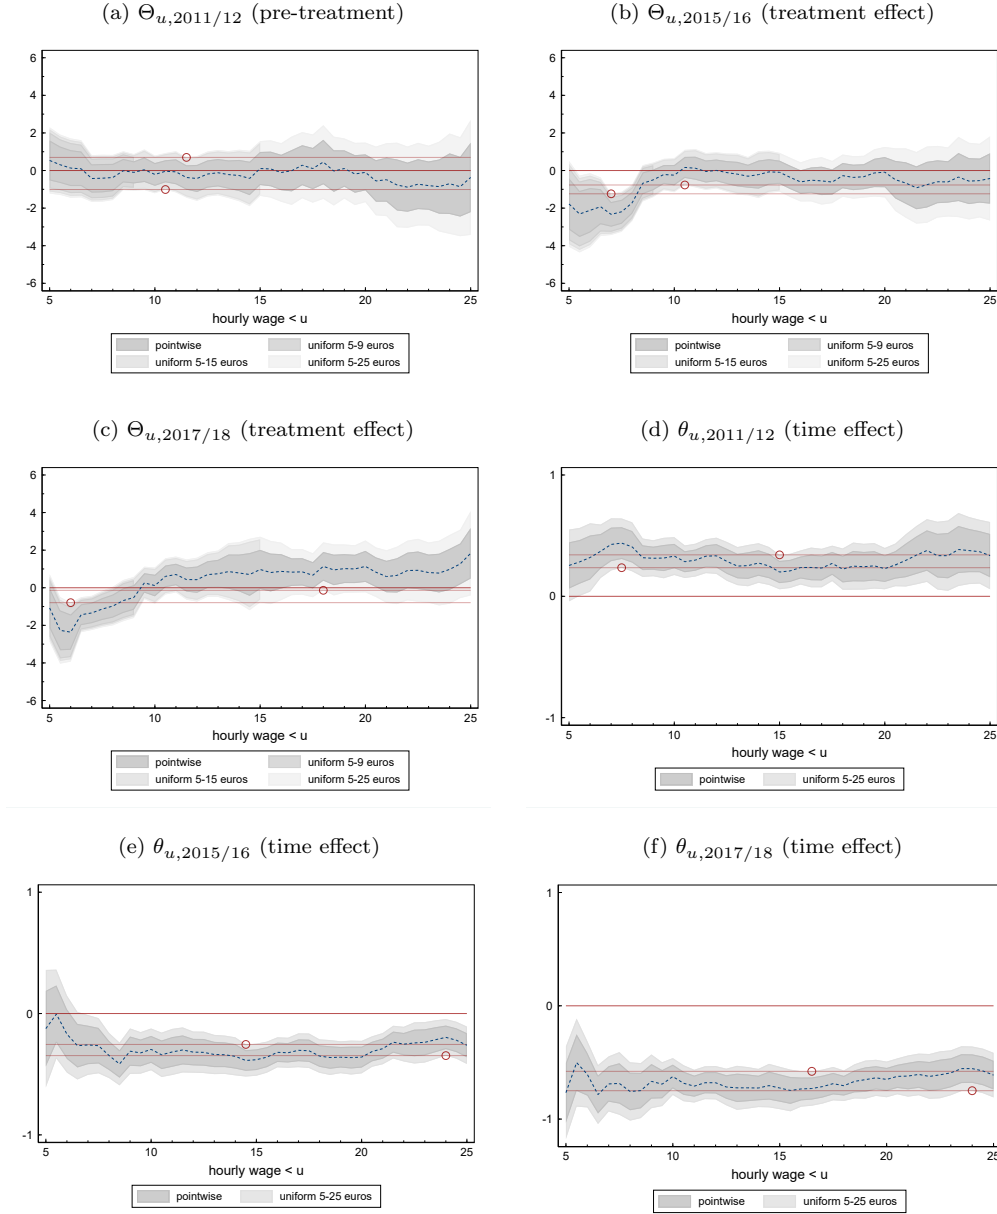 (a) Θu,2011/12 (pre-treatment)
6
4
2
0
-2
-4
-6
5 10 15 20 25
hourly wage < u
pointwise uniform 5-9 euros
uniform 5-15 euros uniform 5-25 euros
(b) Θu,2015/16 (treatment effect)
6
4
2
0
-2
-4
-6
5 10 15 20 25
hourly wage < u
pointwise uniform 5-9 euros
uniform 5-15 euros uniform 5-25 euros
(c) Θu,2017/18 (treatment effect)
6
4
2
0
-2
-4
-6
5 10 15 20 25
hourly wage < u
pointwise uniform 5-9 euros
uniform 5-15 euros uniform 5-25 euros
(d) θu,2011/12 (time effect)
1
0
-1
5 10 15 20 25
hourly wage < u
pointwise uniform 5-25 euros
(e) θu,2015/16 (time effect)
1
0
-1
5 10 15 20 25
hourly wage < u
pointwise uniform 5-25 euros
(f) θu,2017/18 (time effect)
1
0
-1
5 10 15 20 25
hourly wage < u
pointwise uniform 5-25 euros